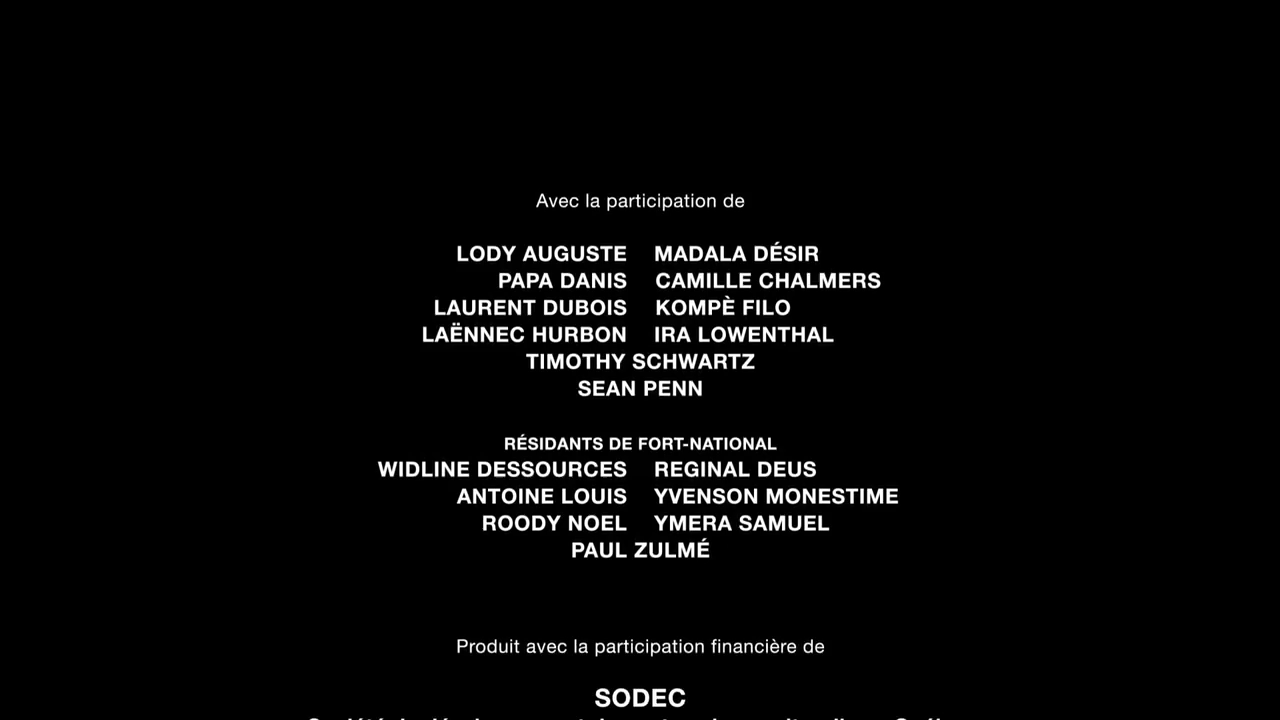 Avec la participation de
LODY AUGUSTE MADALA DÉSIR
PAPA DANIS CAMILLE CHALMERS
LAURENT DUBOIS KOMPÈ FILO
LAËNNEC HURBON IRA LOWENTHAL
TIMOTHY SCHWARTZ
SEAN PENN
RÉSIDANTS DE FORT-NATIONAL
WIDLINE DESSOURCES REGINAL DEUS
ANTOINE LOUIS YVENSON MONESTIME
ROODY NOEL YMERA SAMUEL
PAUL ZULMÉ
Produit avec la participation financière de
SODEC